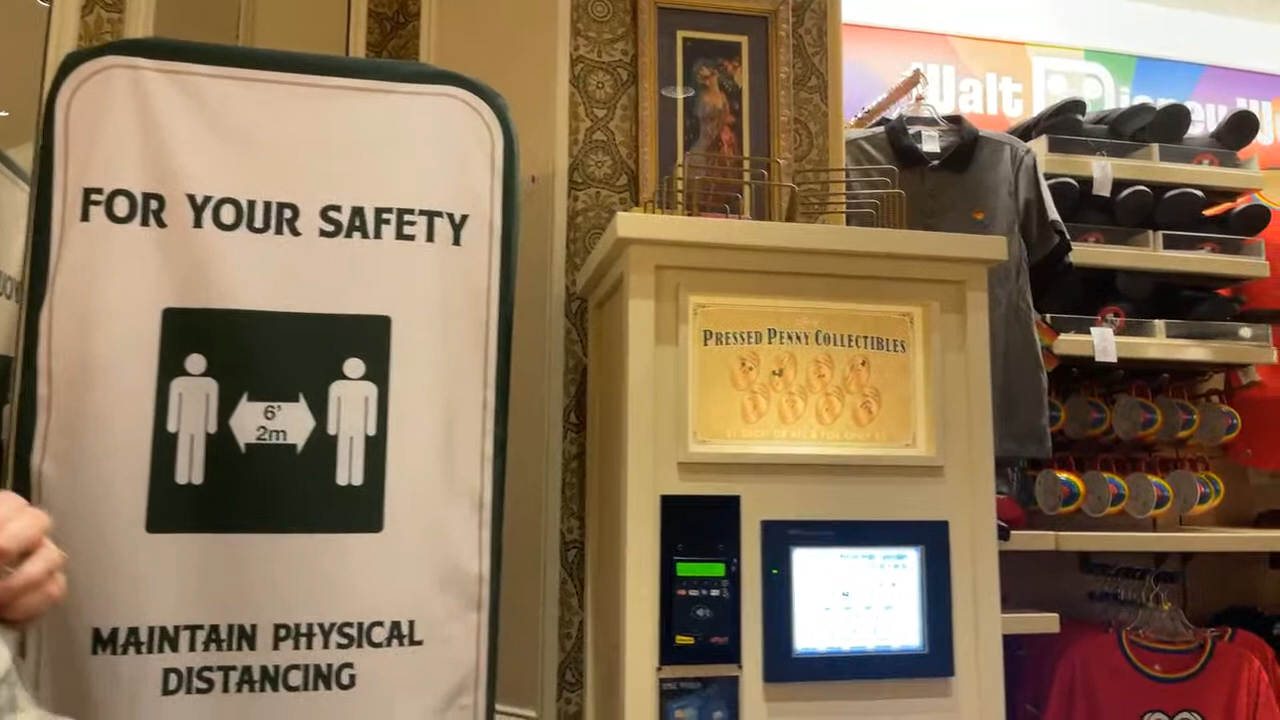 FOR YOUR SAFETY
6'
2m
MAINTAIN PHYSICAL
DISTANCING
PRESSED PENNY COLLECTIBLES
Walt Disney W